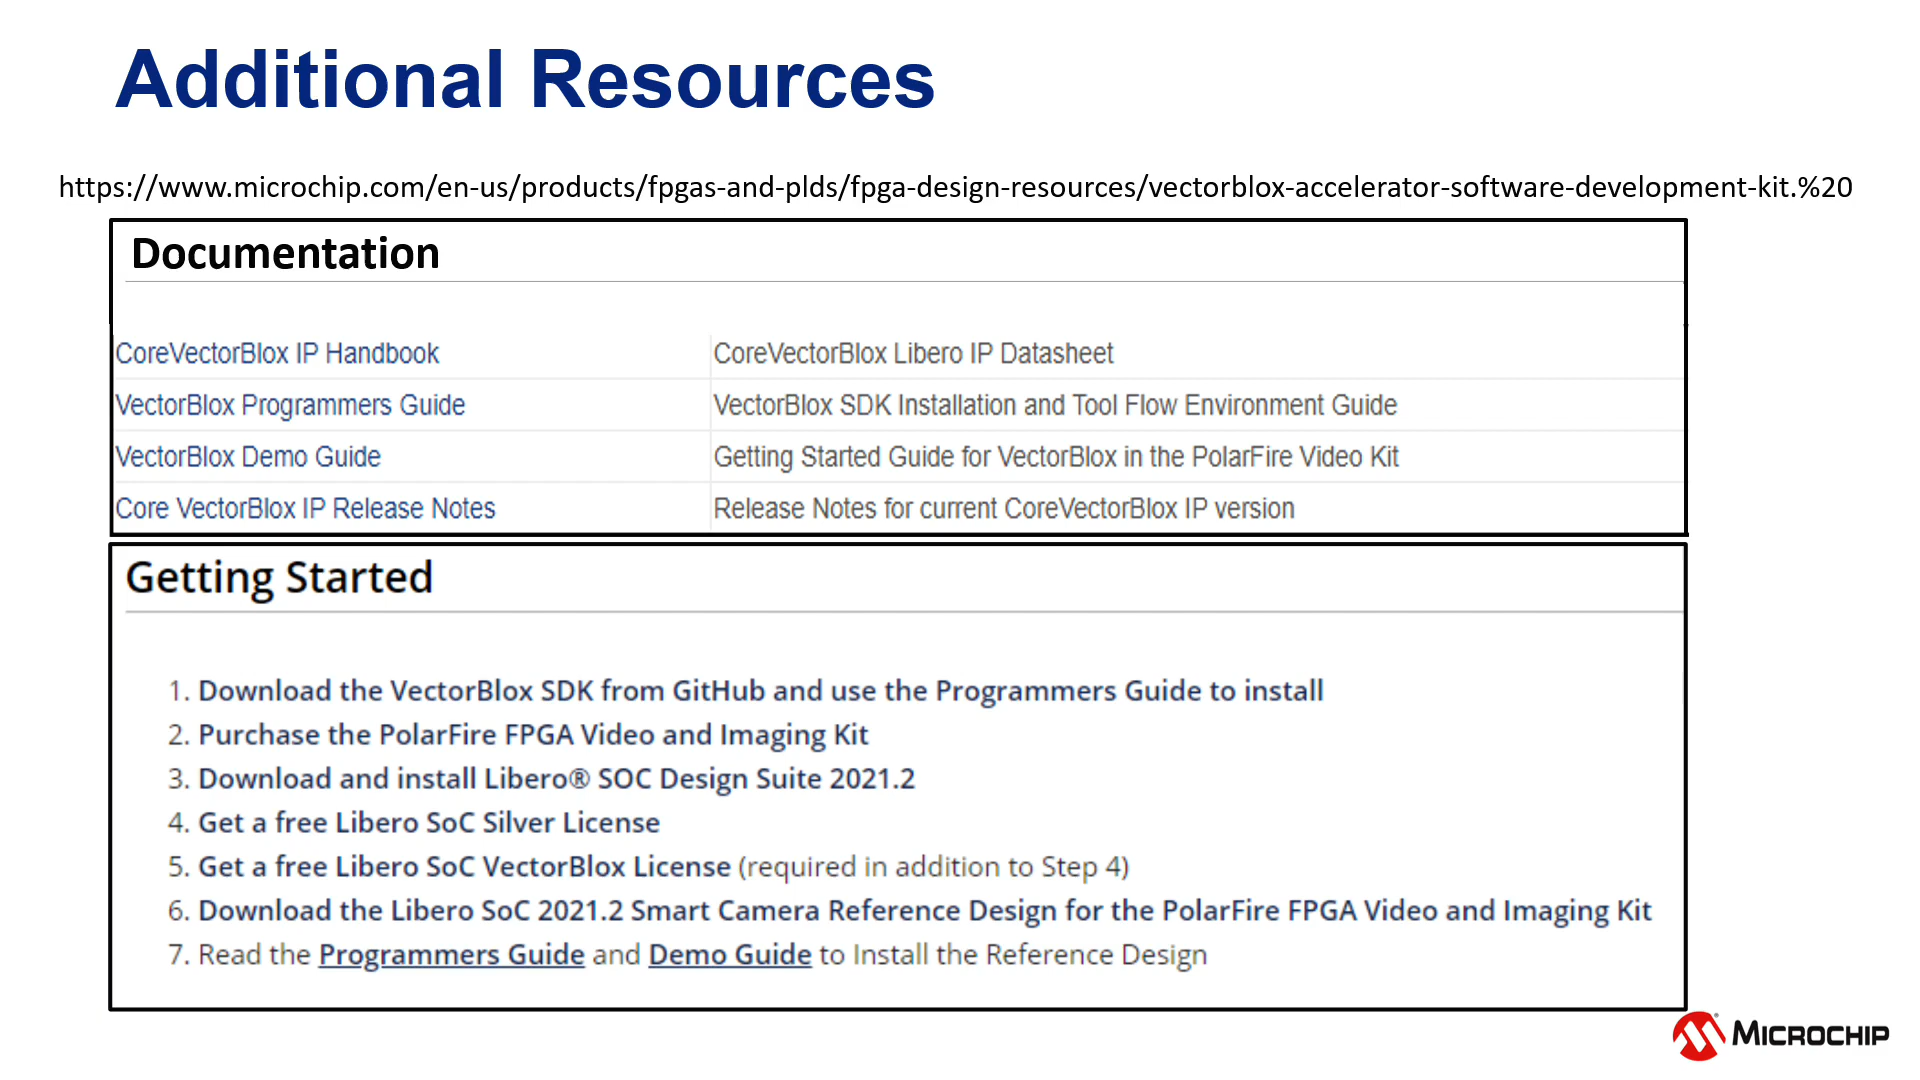 Additional Resources
https://www.microchip.com/en-us/products/fpgas-and-plds/fpga-design-resources/vectorblox-accelerator-software-development-kit.%20
Documentation
CoreVectorBlox IP Handbook CoreVectorBlox Libero IP Datasheet
VectorBlox Programmers Guide VectorBlox SDK Installation and Tool Flow Environment Guide
VectorBlox Demo Guide Getting Started Guide for VectorBlox in the PolarFire Video Kit
Core VectorBlox IP Release Notes Release Notes for current CoreVectorBlox IP version
Getting Started
1. Download the VectorBlox SDK from GitHub and use the Programmers Guide to install
2. Purchase the PolarFire FPGA Video and Imaging Kit
3. Download and install Libero® SOC Design Suite 2021.2
4. Get a free Libero SoC Silver License
5. Get a free Libero SoC VectorBlox License (required in addition to Step 4)
6. Download the Libero SoC 2021.2 Smart Camera Reference Design for the PolarFire FPGA Video and Imaging Kit
7. Read the Programmers Guide and Demo Guide to Install the Reference Design
MICROCHIP